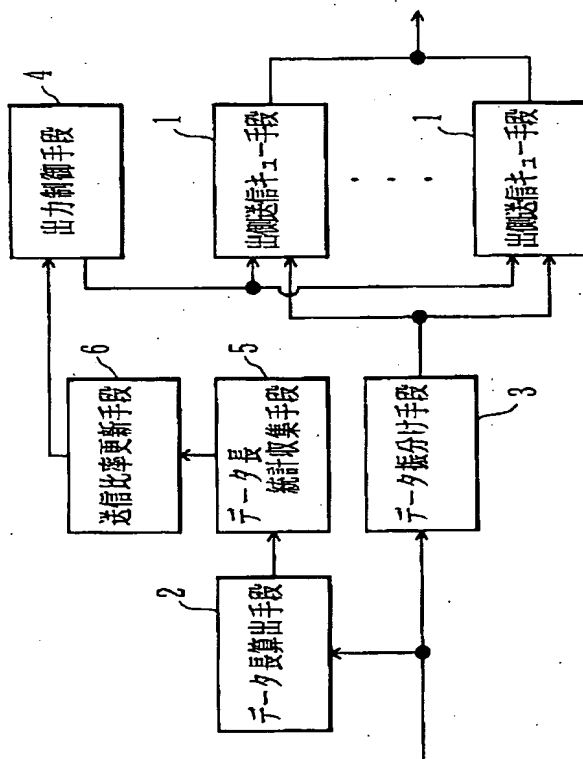 4
出力制御手段
1
出側送信キュー手段
1
出側送信キュー手段
6
送信比率更新手段
5
データ長
統計収集手段
データ振分け手段
3
2
データ長算出手段